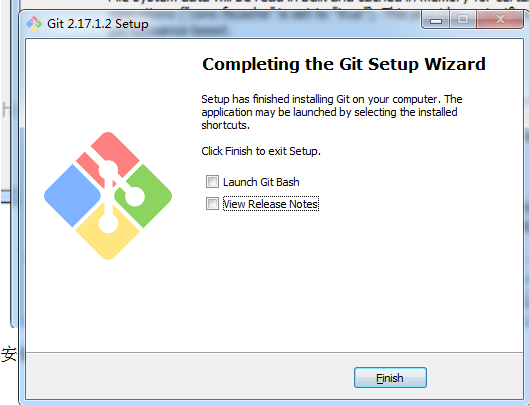 Git 2.17.1.2 Setup
Completing the Git Setup Wizard
Setup has finished installing Git on your computer. The
application may be launched by selecting the installed
shortcuts.
Click Finish to exit Setup.
Launch Git Bash
View Release Notes
安
Finish